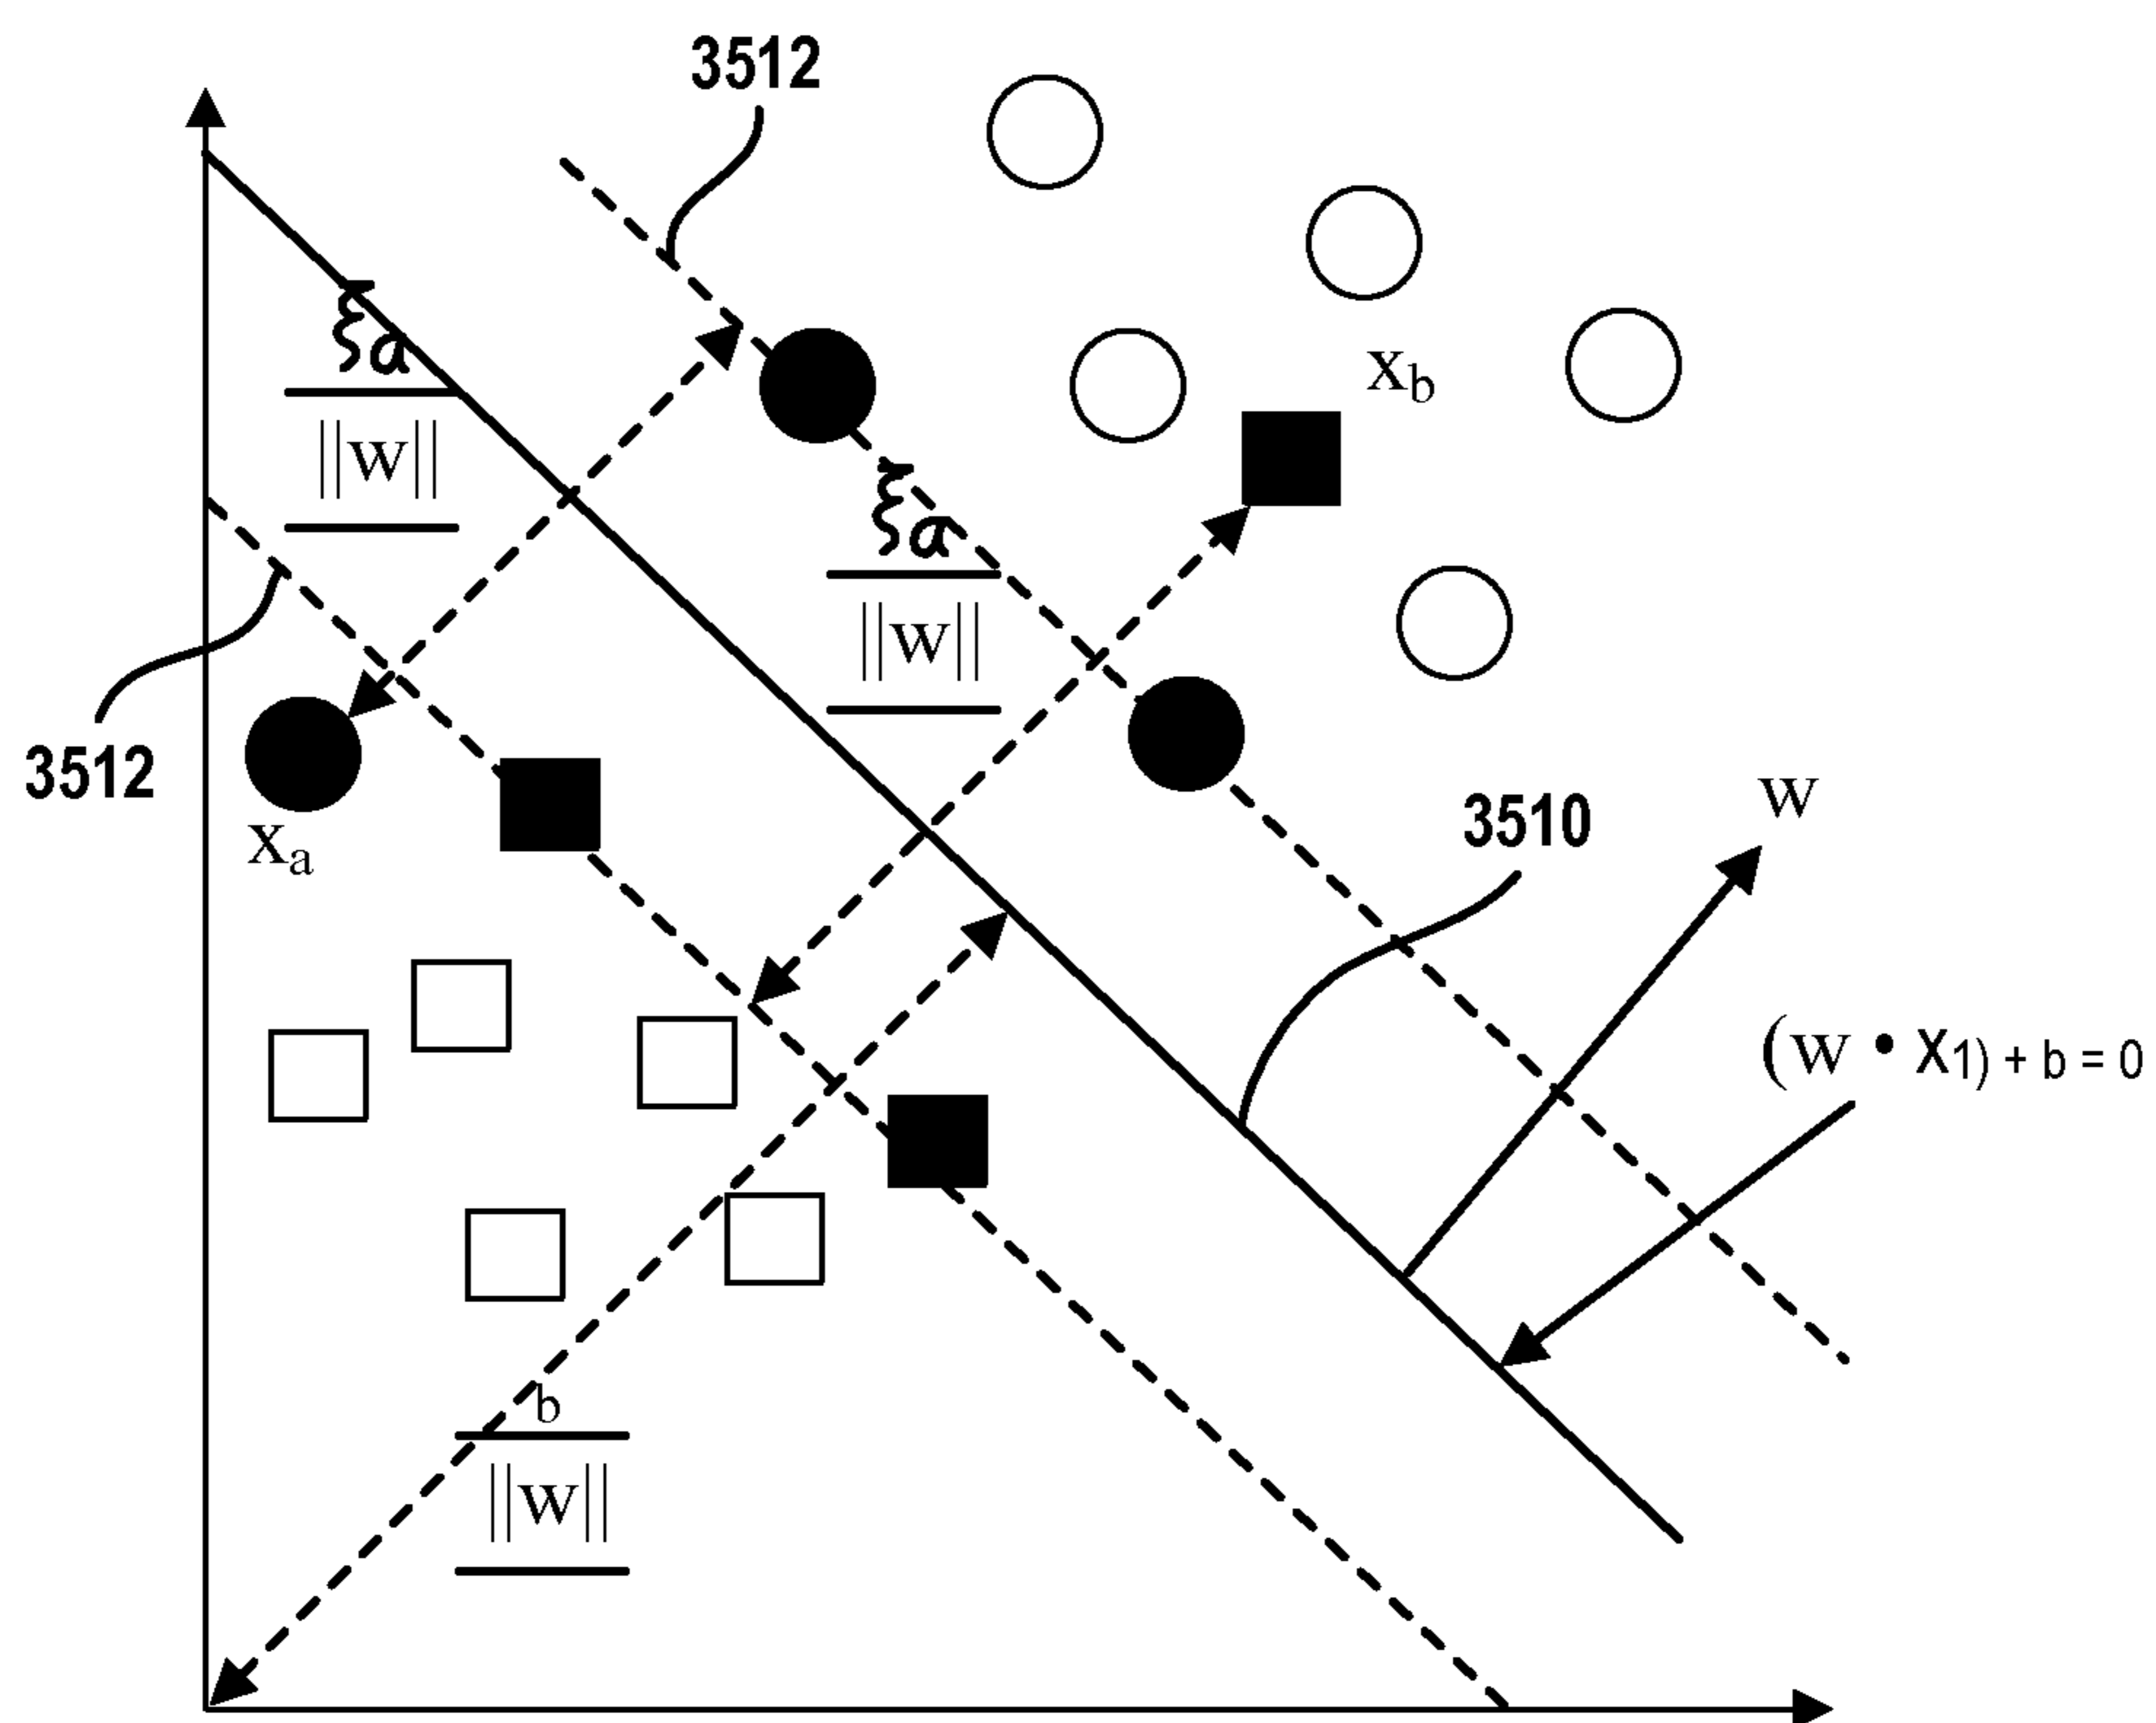 3512
ξa
||w||
xb
ξa
||w||
3512
xa
3510
w
(w • x1) + b = 0
b
||w||